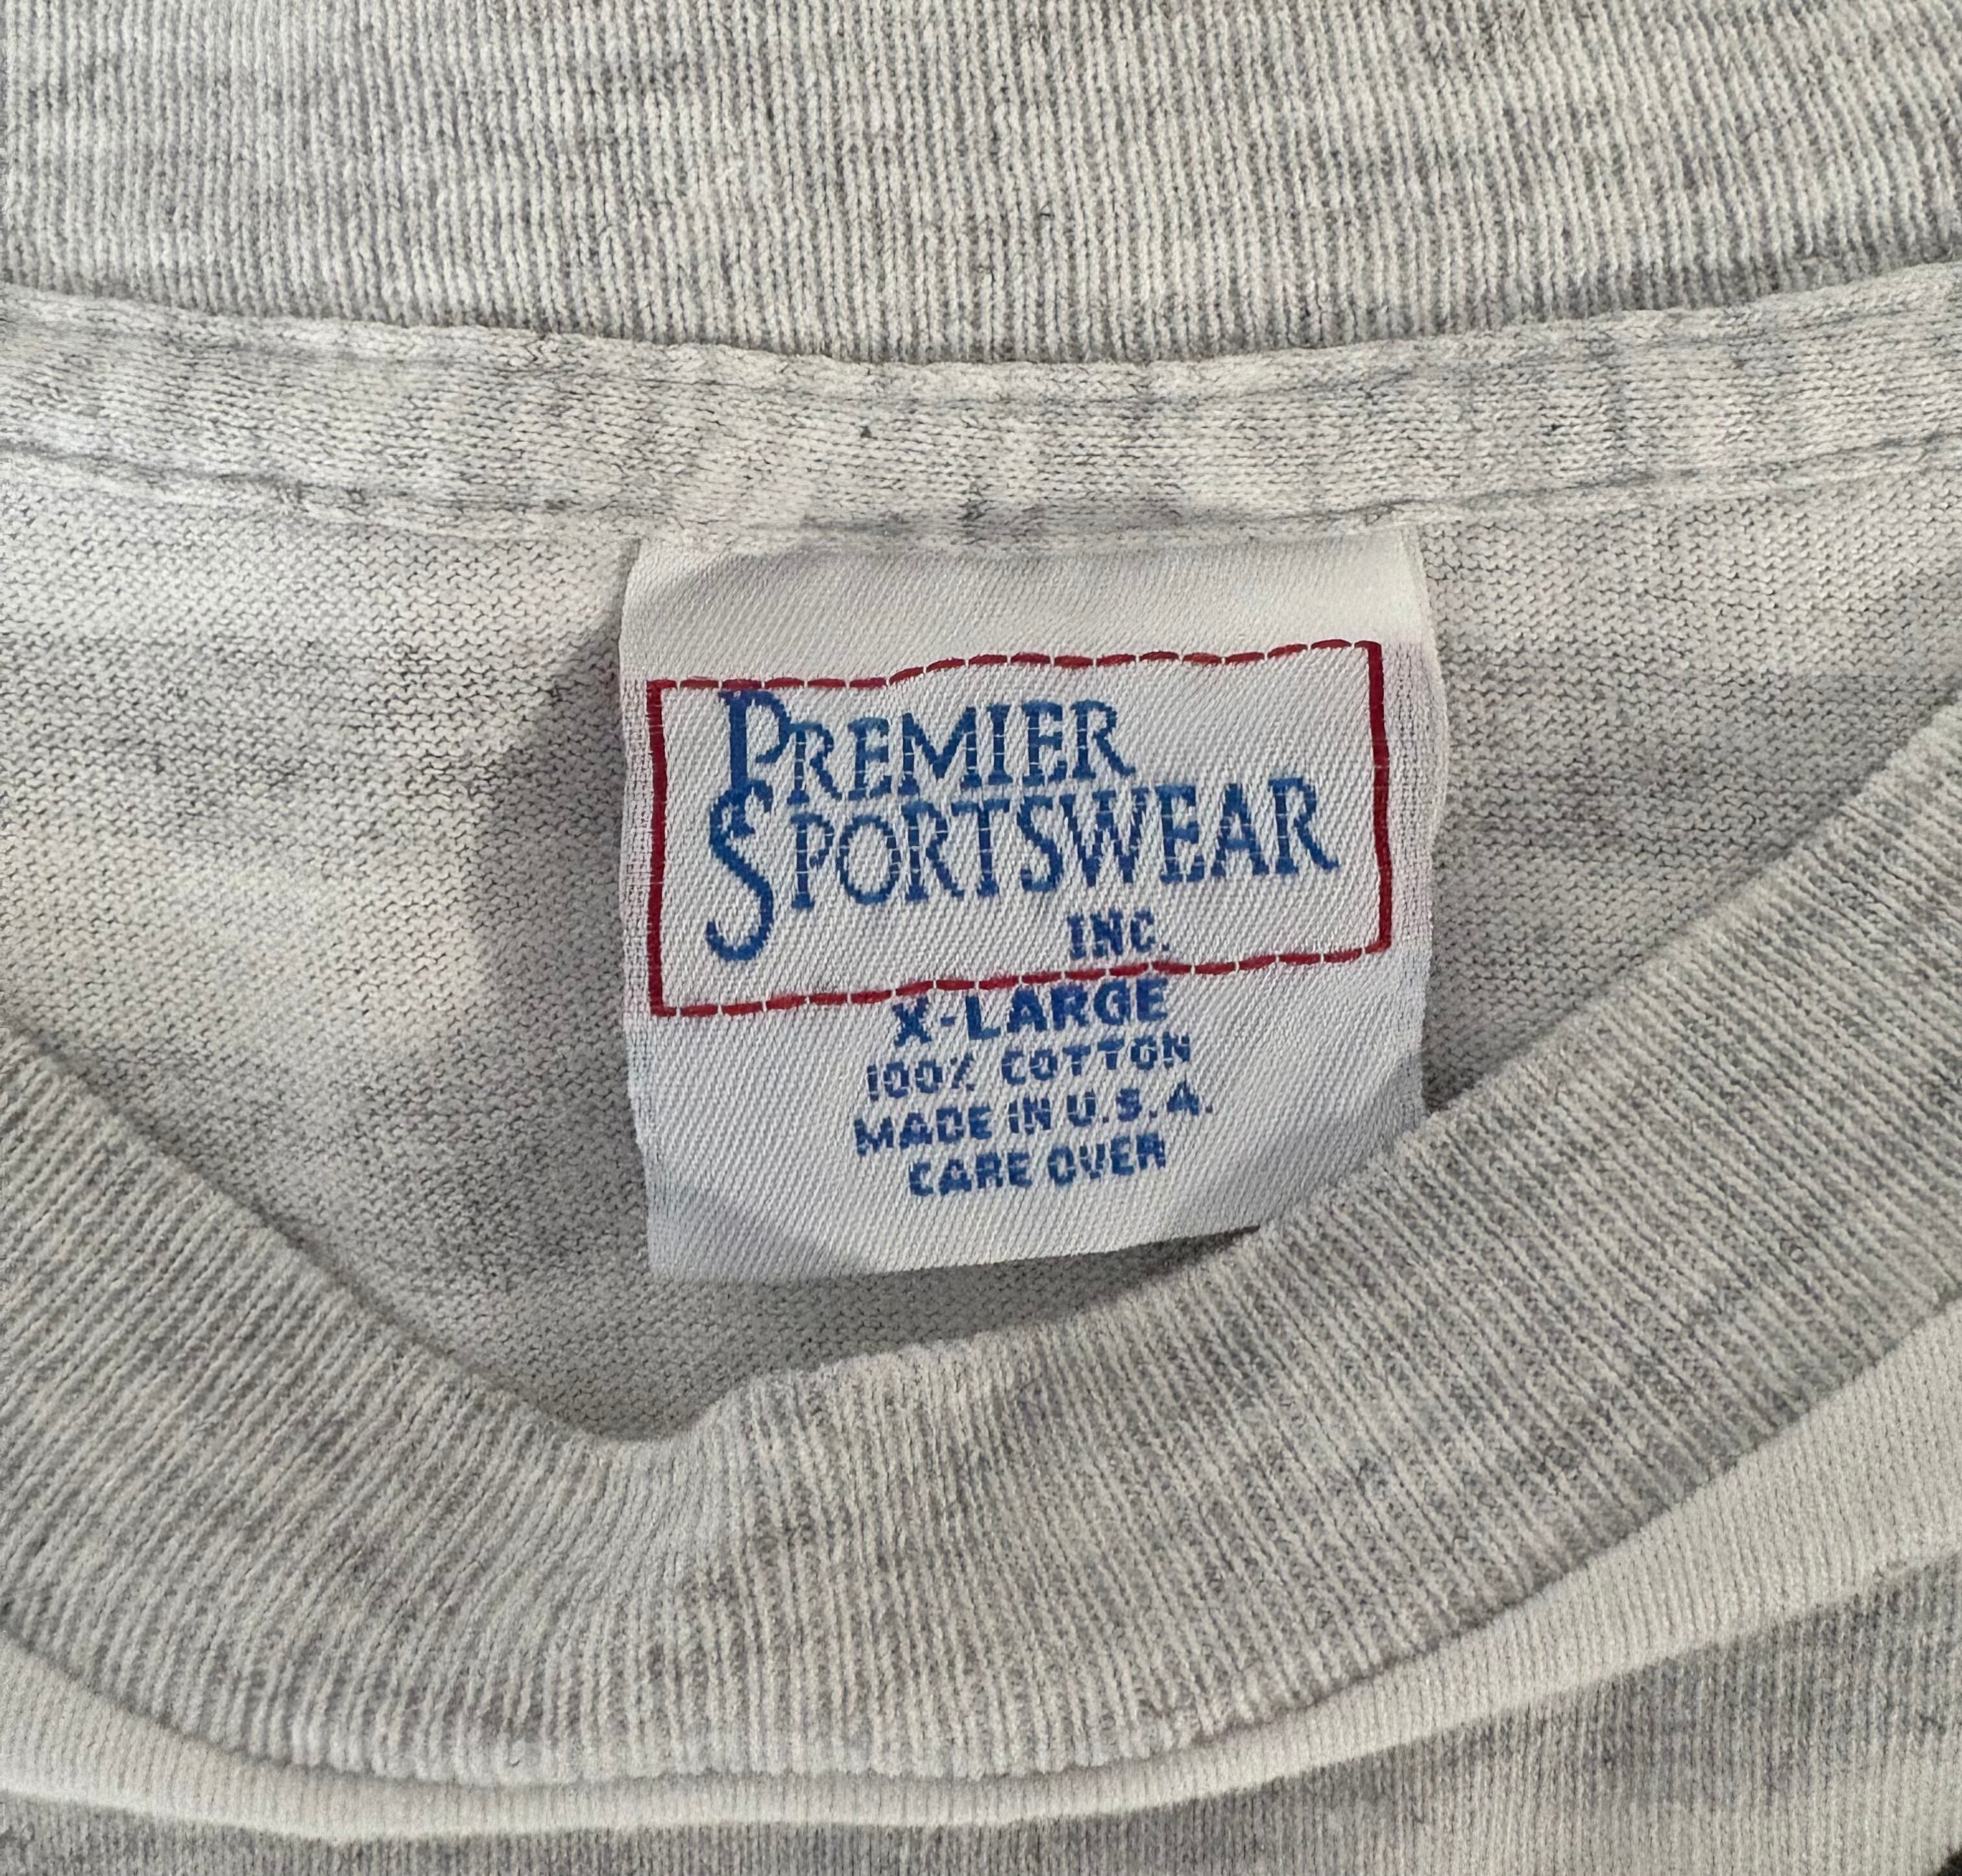 PREMIER
SPORTSWEAR
INC.
X-LARGE
100% COTTON
MADE IN U.S.A.
CARE OVER